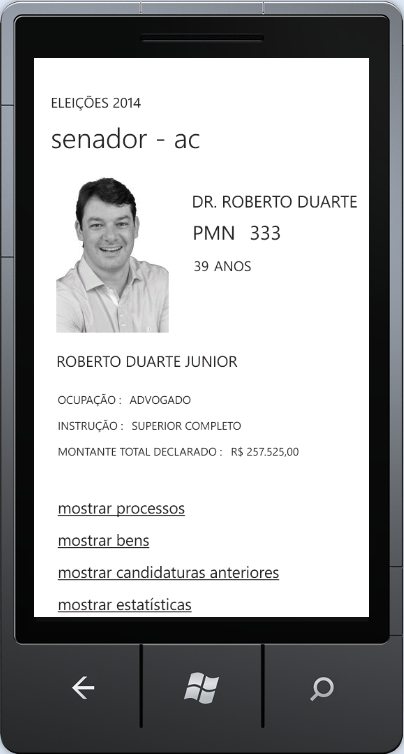 ELEIÇÕES 2014
senador - ac
DR. ROBERTO DUARTE
PMN 333
39 ANOS
ROBERTO DUARTE JUNIOR
OCUPAÇÃO : ADVOGADO
INSTRUÇÃO : SUPERIOR COMPLETO
MONTANTE TOTAL DECLARADO : R$ 257.525,00
mostrar processos
mostrar bens
mostrar candidaturas anteriores
mostrar estatísticas